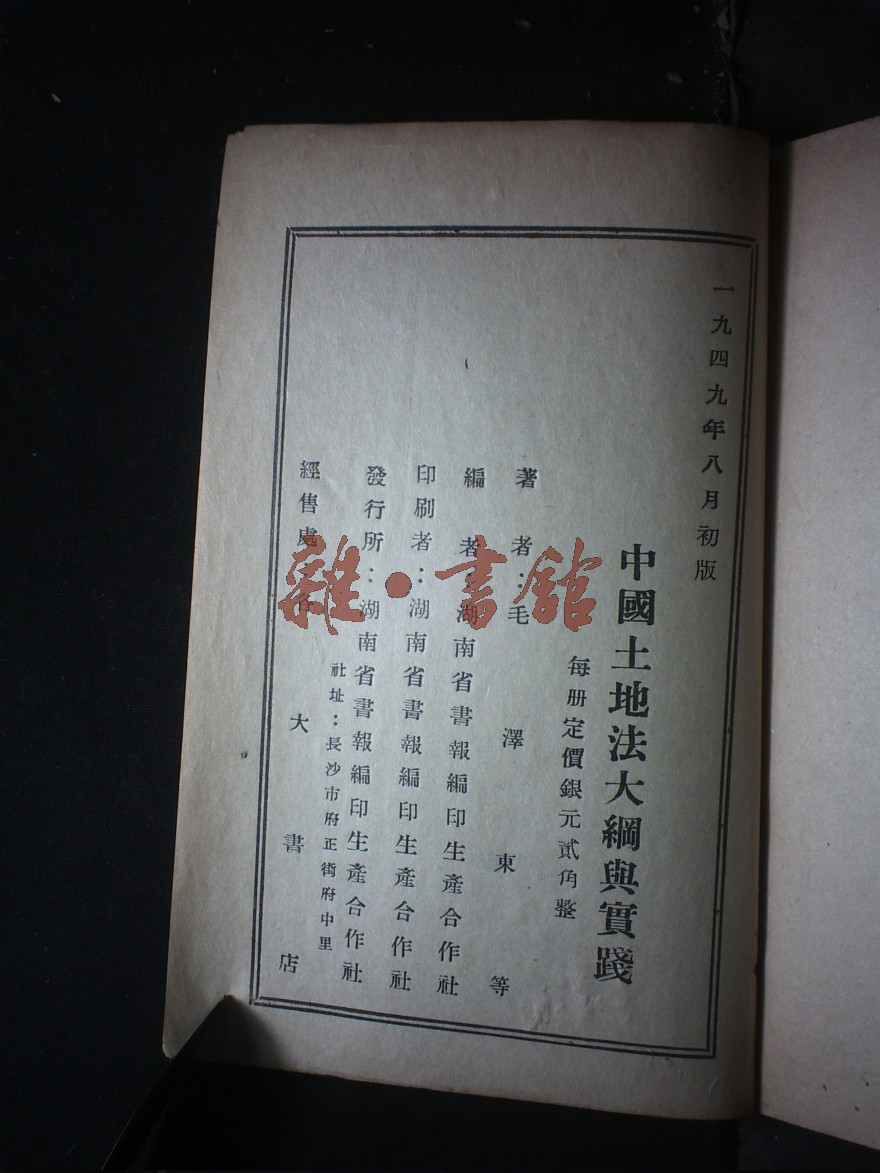 一九四九年八月初版
中國土地法大綱與實踐
每册定價銀元貳角整
著者：毛澤東等
編者：湖南省書報編印生產合作社
印刷者：湖南省書報編印生產合作社
發行所：湖南省書報編印生產合作社
社址：長沙市府正街府中里
經售處：各大書店
雜·書館